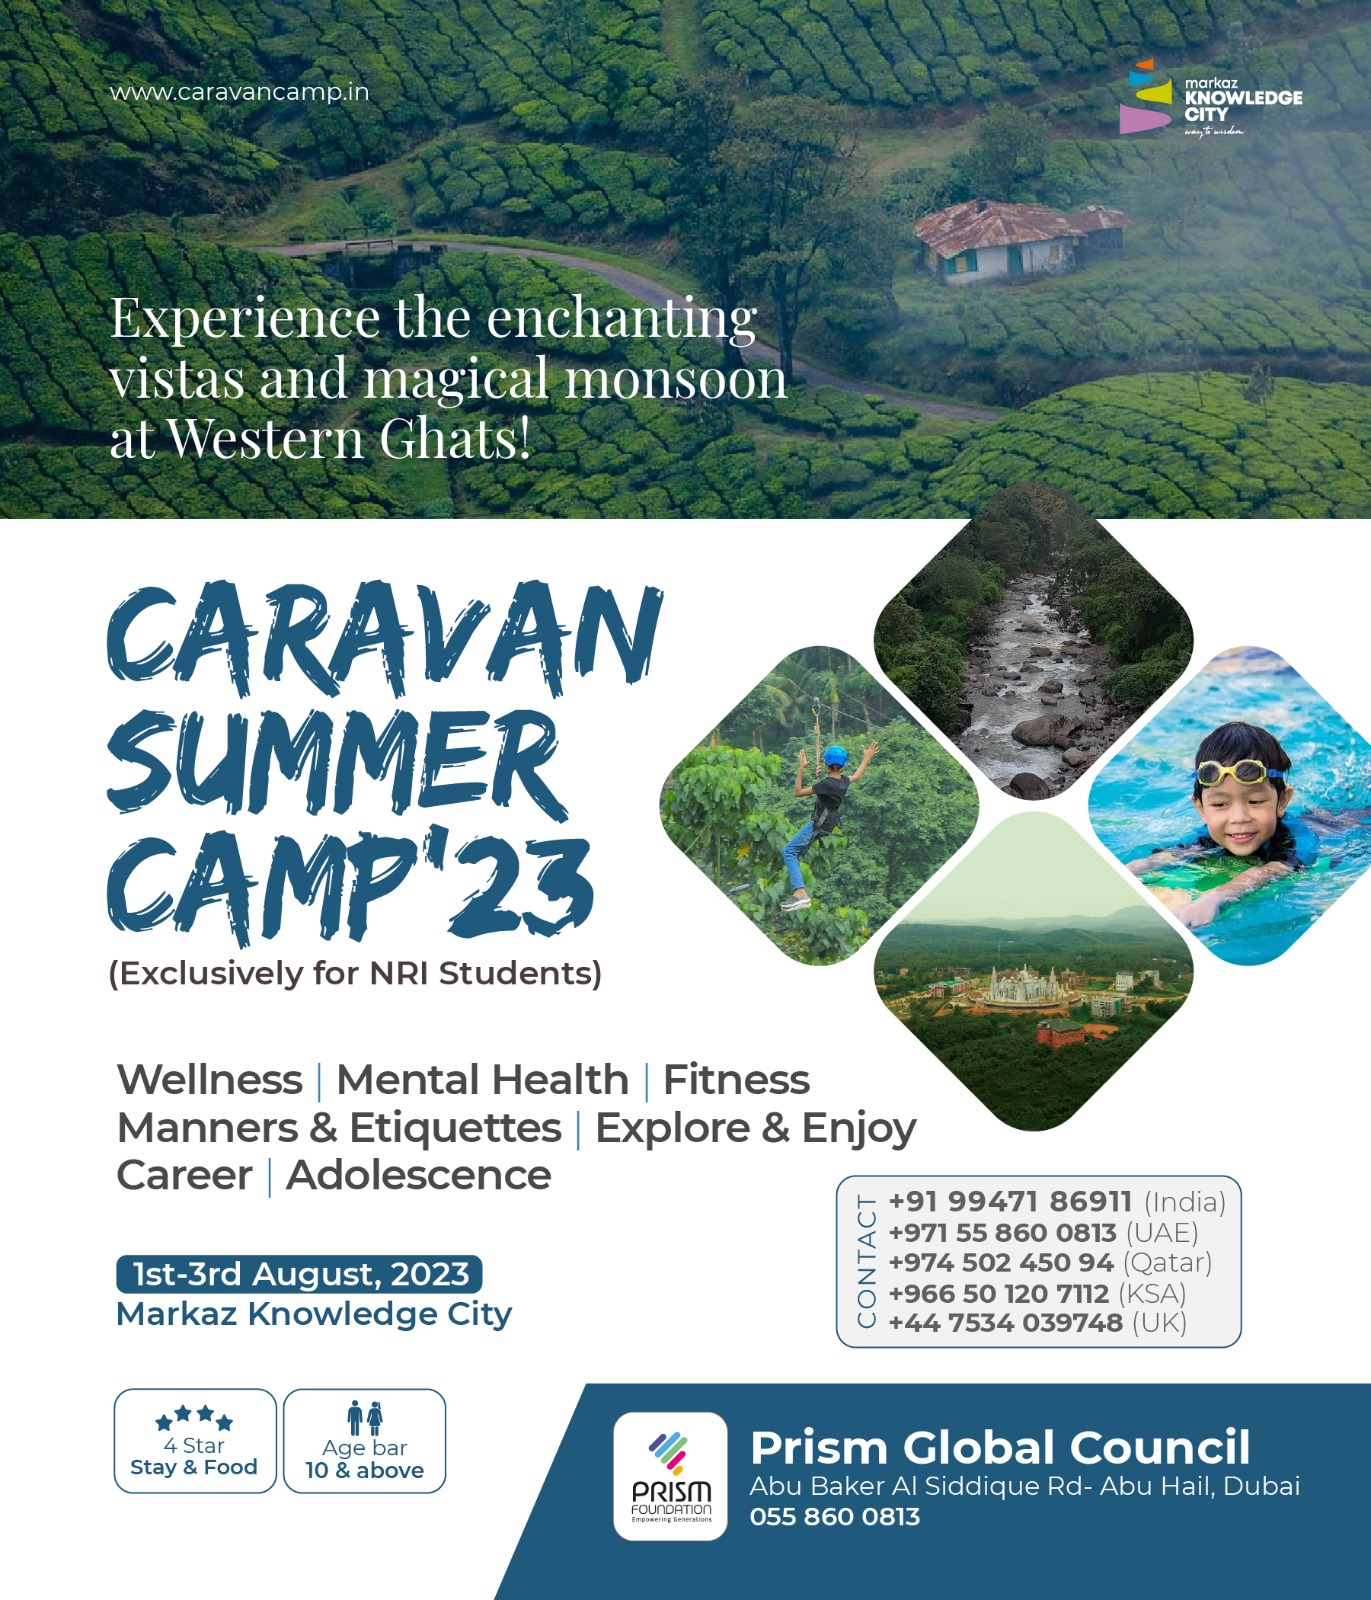 www.caravancamp.in
markaz
KNOWLEDGE
CITY
way to wisdom
Experience the enchanting
vistas and magical monsoon
at Western Ghats!
CARAVAN
SUMMER
CAMP'23
(Exclusively for NRI Students)
Wellness | Mental Health | Fitness
Manners & Etiquettes | Explore & Enjoy
Career | Adolescence
1st-3rd August, 2023
Markaz Knowledge City
CONTACT
+91 99471 86911 (India)
+971 55 860 0813 (UAE)
+974 502 450 94 (Qatar)
+966 50 120 7112 (KSA)
+44 7534 039748 (UK)
4 Star
Stay & Food
Age bar
10 & above
PRISM
FOUNDATION
Empowering Generations
Prism Global Council
Abu Baker Al Siddique Rd- Abu Hail, Dubai
055 860 0813